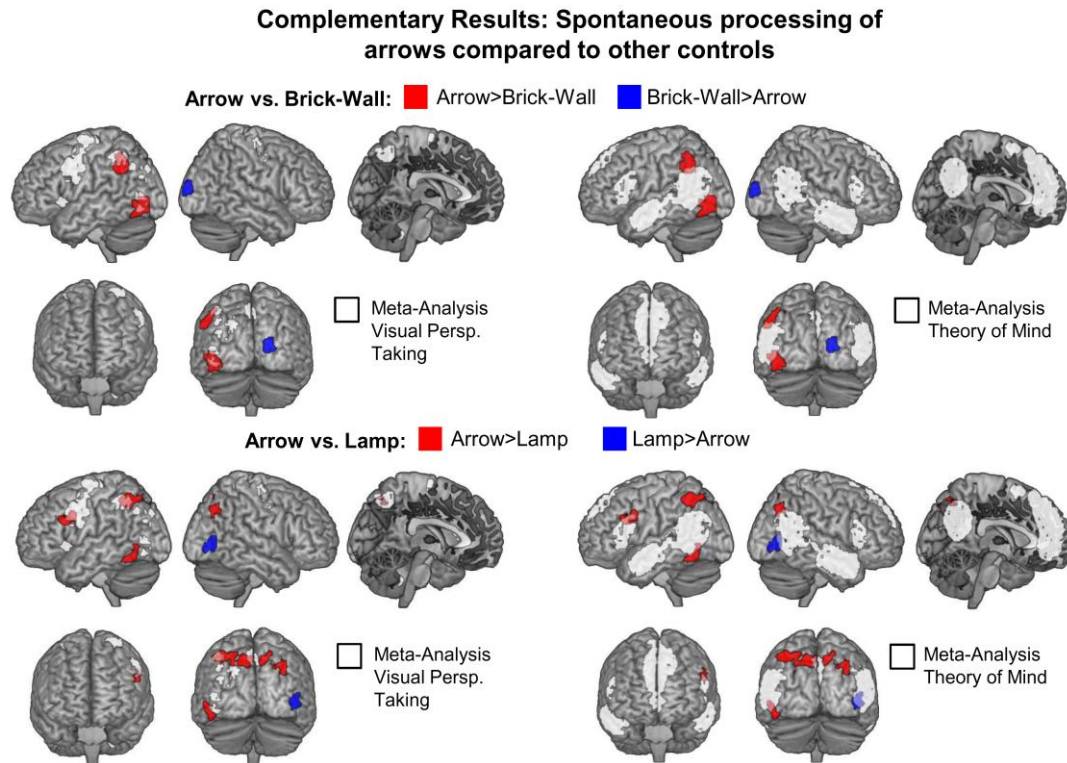 Complementary Results: Spontaneous processing of
arrows compared to other controls
Arrow vs. Brick-Wall: Arrow>Brick-Wall Brick-Wall>Arrow
Meta-Analysis
Visual Persp.
Taking
Meta-Analysis
Theory of Mind
Arrow vs. Lamp: Arrow>Lamp Lamp>Arrow
Meta-Analysis
Visual Persp.
Taking
Meta-Analysis
Theory of Mind